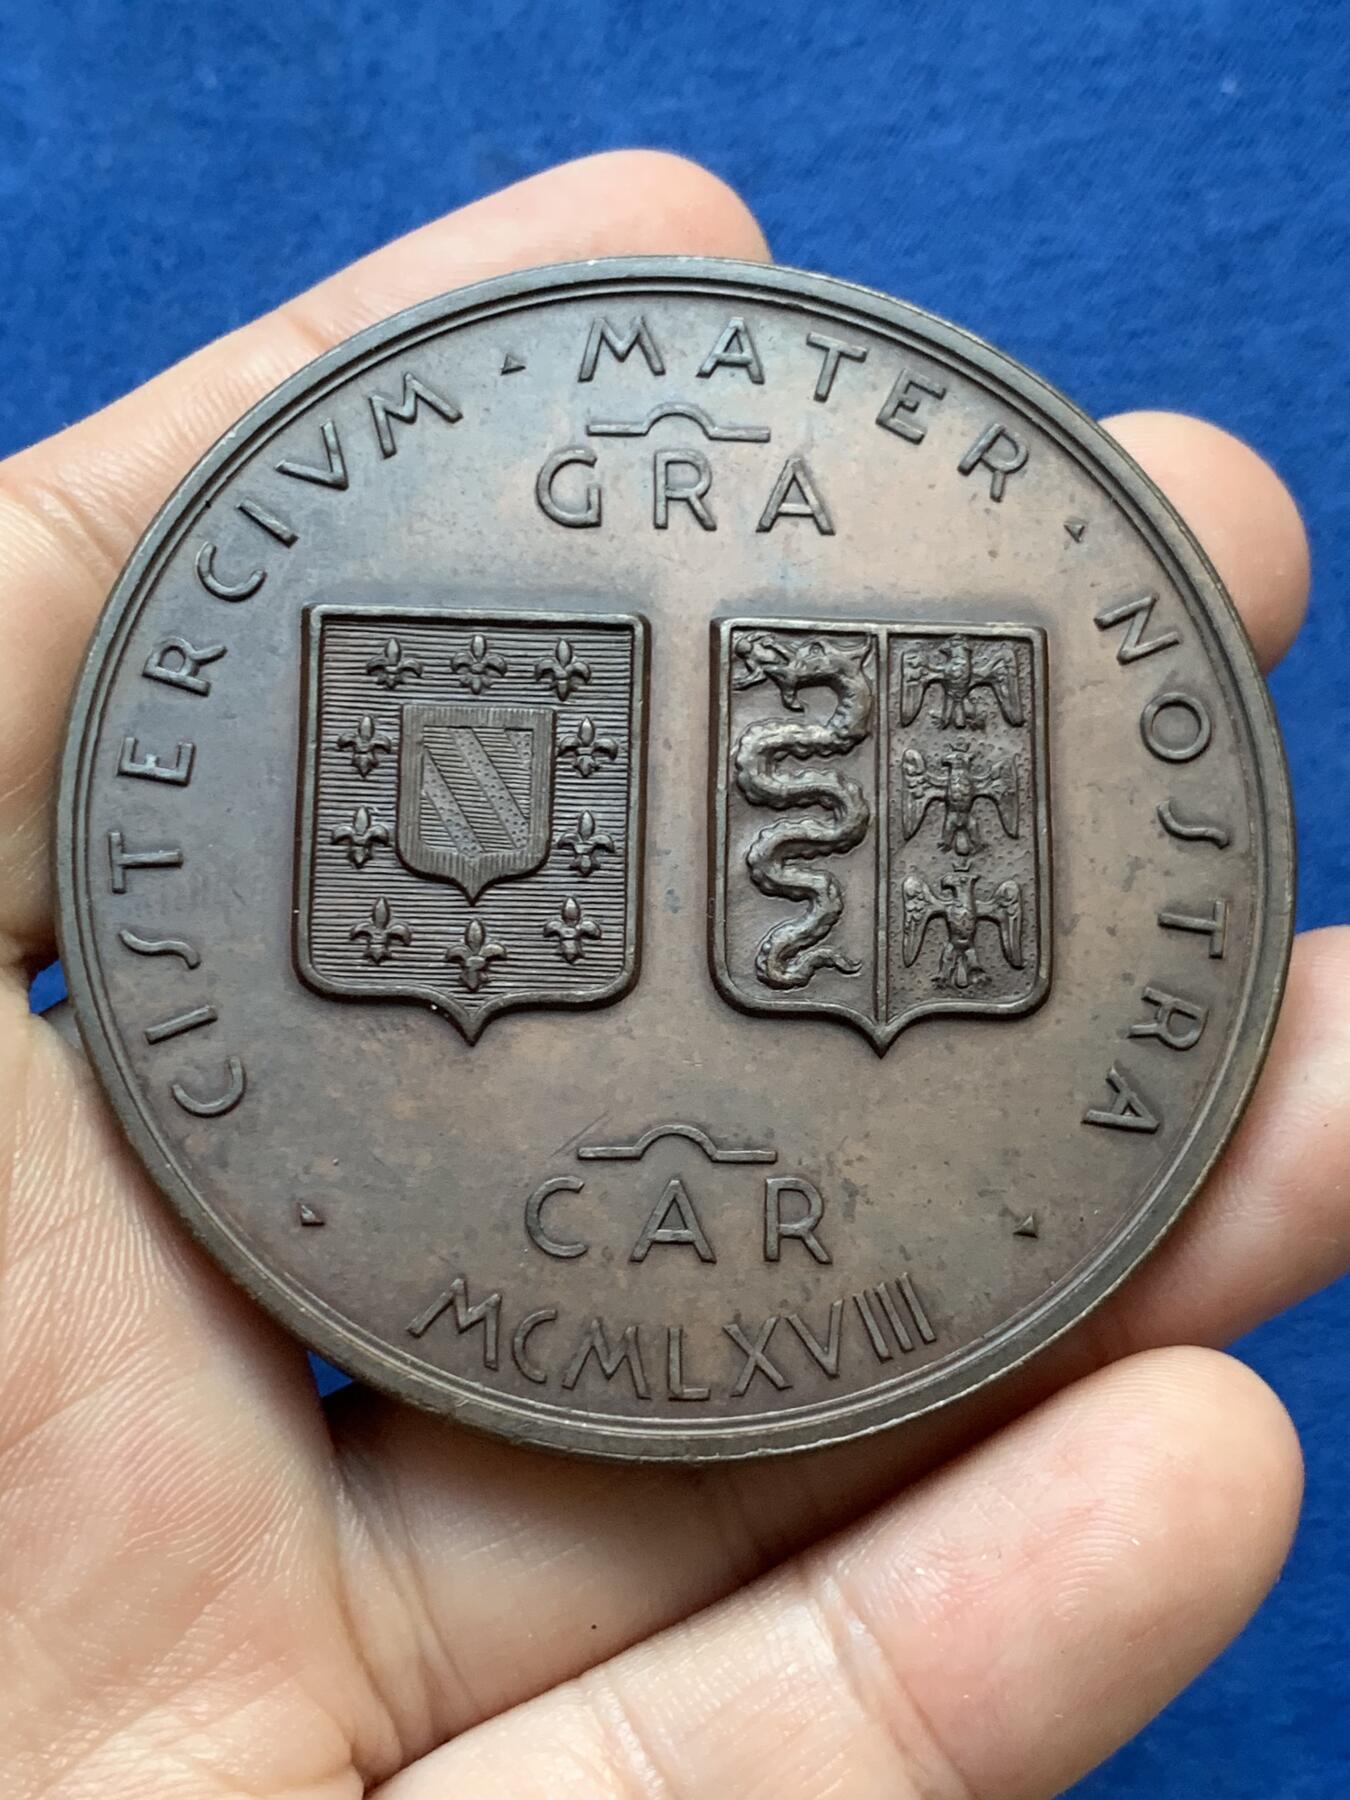 CISTERCIVM · MATER · NOSTRA
GRA
CAR
MCMLXVIII